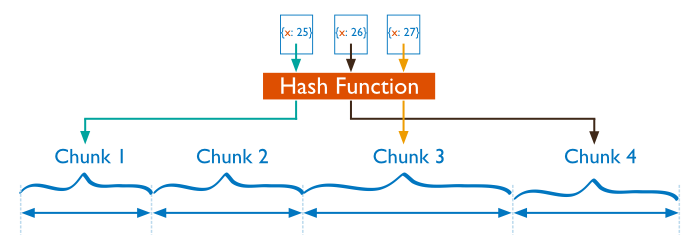 {x: 25} {x: 26} {x: 27}
Hash Function
Chunk 1 Chunk 2 Chunk 3 Chunk 4